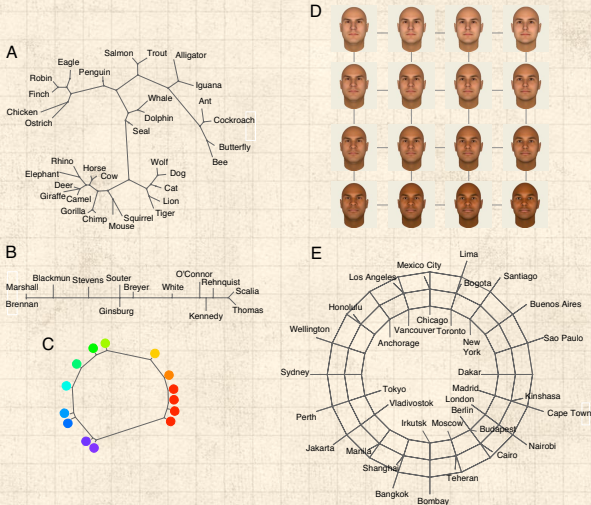 A
Eagle
Robin
Finch
Chicken
Ostrich
Penguin
Salmon
Trout
Alligator
Iguana
Ant
Cockroach
Butterfly
Bee
Whale
Dolphin
Seal
Rhino
Elephant
Horse
Cow
Deer
Giraffe
Camel
Gorilla
Chimp
Mouse
Squirrel
Wolf
Dog
Cat
Lion
Tiger
B
Marshall
Brennan
Blackmun
Stevens
Souter
Breyer
Ginsburg
White
O'Connor
Rehnquist
Kennedy
Scalia
Thomas
C
D
E
Lima
Mexico City
Bogota
Santiago
Los Angeles
Honolulu
Buenos Aires
Chicago
Vancouver
Toronto
Wellington
Anchorage
New
York
Sao Paulo
Sydney
Dakar
Tokyo
Madrid
Kinshasa
London
Vladivostok
Berlin
Cape Town
Perth
Irkutsk
Moscow
Budapest
Jakarta
Manila
Nairobi
Cairo
Shanghai
Teheran
Bangkok
Bombay